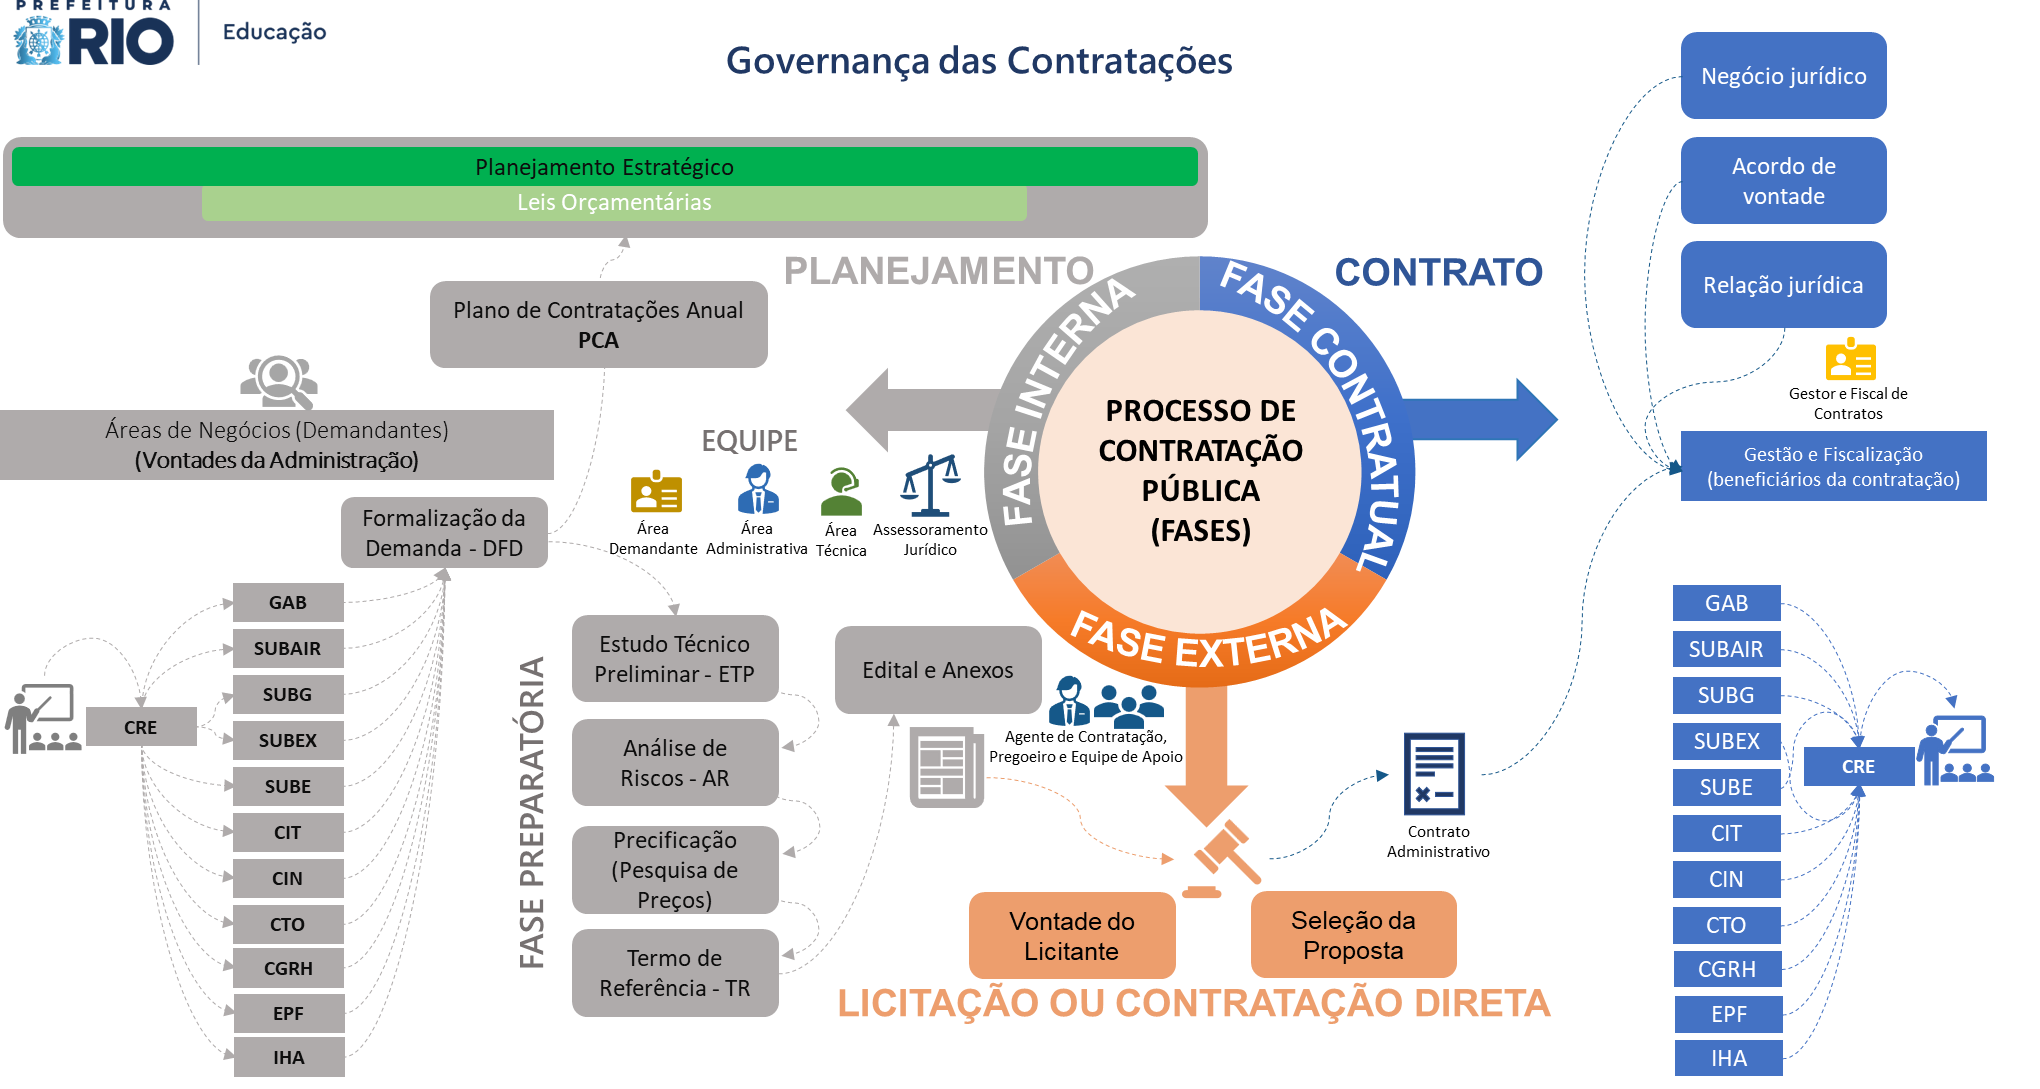 PREFEITURA
RIO
Educação
Governança das Contratações
Planejamento Estratégico
Leis Orçamentárias
PLANEJAMENTO
Plano de Contratações Anual
PCA
Áreas de Negócios (Demandantes)
(Vontades da Administração)
Formalização da
Demanda - DFD
GAB
SUBAIR
SUBG
SUBEX
SUBE
CIT
CIN
CTO
CGRH
EPF
IHA
CRE
EQUIPE
Área
Demandante
Área
Administrativa
Área
Técnica
Assessoramento
Jurídico
FASE PREPARATÓRIA
Estudo Técnico
Preliminar - ETP
Análise de
Riscos - AR
Precificação
(Pesquisa de
Preços)
Termo de
Referência - TR
Edital e Anexos
FASE INTERNA
FASE CONTRATUAL
FASE EXTERNA
PROCESSO DE
CONTRATAÇÃO
PÚBLICA
(FASES)
Agente de Contratação,
Pregoeiro e Equipe de Apoio
Vontade do
Licitante
Seleção da
Proposta
LICITAÇÃO OU CONTRATAÇÃO DIRETA
Contrato
Administrativo
CONTRATO
Negócio jurídico
Acordo de
vontade
Relação jurídica
Gestor e Fiscal de
Contratos
Gestão e Fiscalização
(beneficiários da contratação)
GAB
SUBAIR
SUBG
SUBEX
SUBE
CIT
CIN
CTO
CGRH
EPF
IHA
CRE